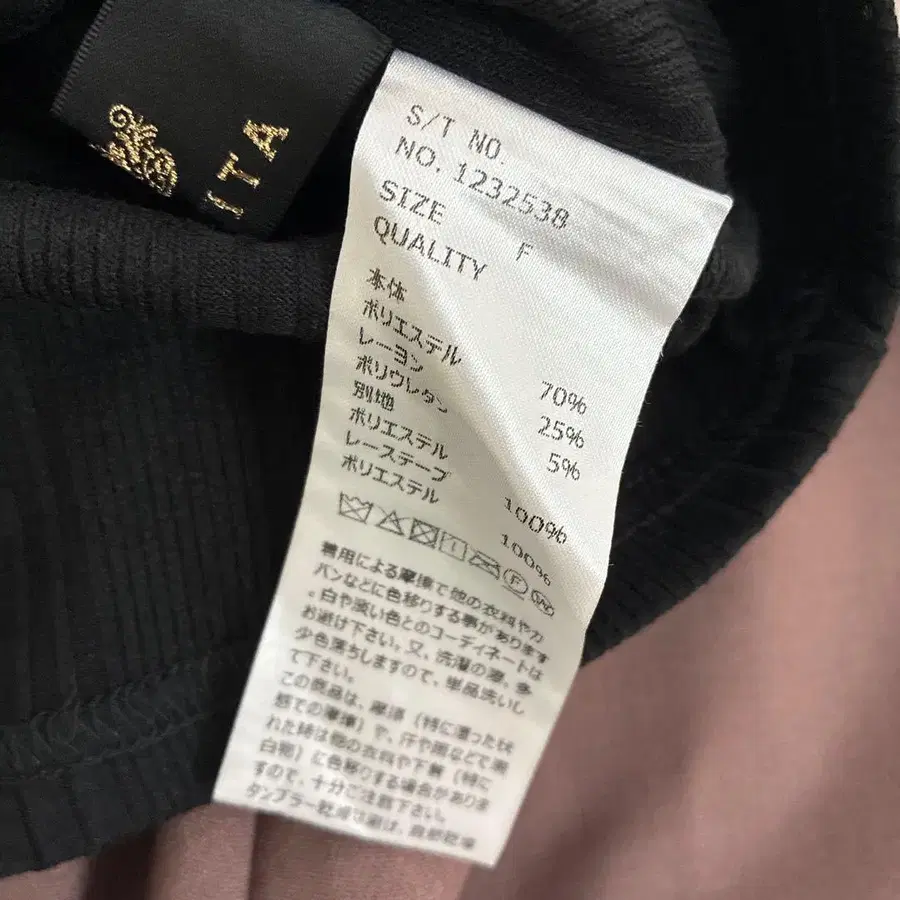 ITA
S/T NO.
NO. 1232538
SIZE F
QUALITY
本体
ポリエステル 70%
レーヨン 25%
ポリウレタン 5%
別地
ポリエステル 100%
レーステープ
ポリエステル 100%
着用による摩擦で他の衣料やカ
バンなどに色移りする事があります
。白や淡い色とのコーディネートは
お避け下さい。又、洗濯の際、多
少色落ちしますので、単品洗いし
て下さい。
この商品は、摩擦（特に湿った状
態での摩擦）や、汗や雨などで濡
れた時は他の衣料や下着（特に
白物）に色移りする場合がありま
すので、十分ご注意下さい。
タンブラー乾燥は避け、自然乾燥